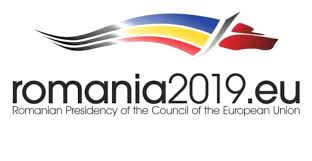 romania2019.eu
Romanian Presidency of the Council of the European Union